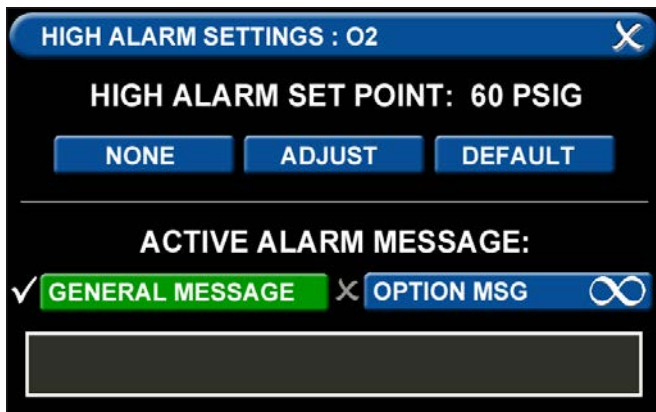 HIGH ALARM SETTINGS : O2
HIGH ALARM SET POINT: 60 PSIG
NONE ADJUST DEFAULT
ACTIVE ALARM MESSAGE:
GENERAL MESSAGE OPTION MSG